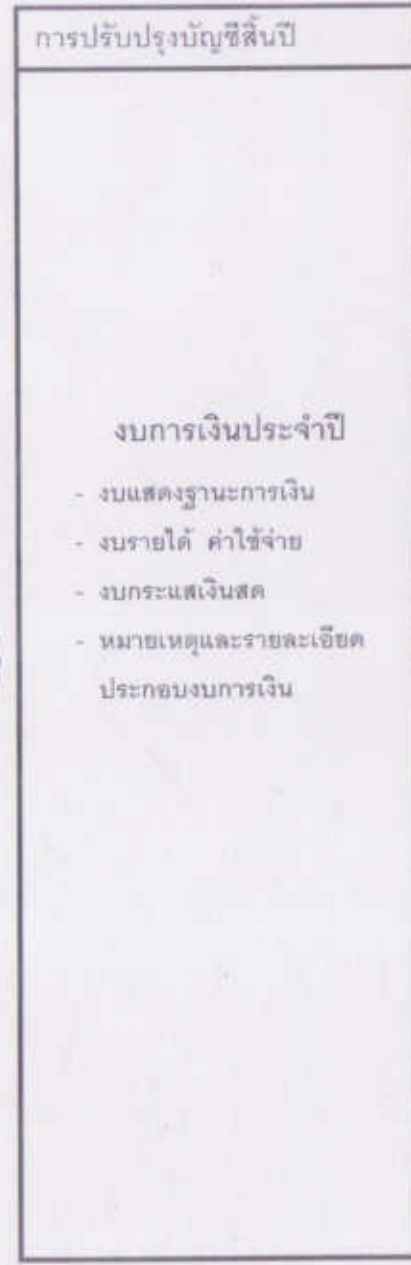 การปรับปรุงบัญชีสิ้นปี
งบการเงินประจำปี
- งบแสดงฐานะการเงิน
- งบรายได้ ค่าใช้จ่าย
- งบกระแสเงินสด
- หมายเหตุและรายละเอียด
ประกอบงบการเงิน